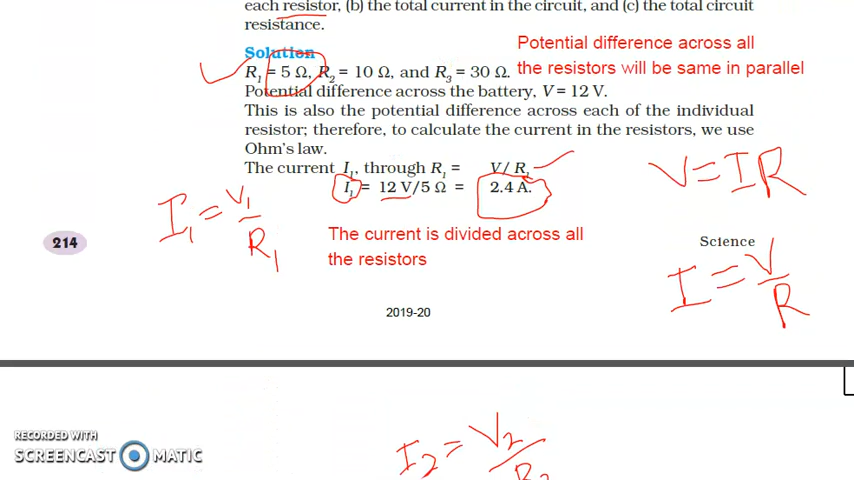 each resistor, (b) the total current in the circuit, and (c) the total circuit
resistance.
Solution
R1 = 5 Ω, R2 = 10 Ω, and R3 = 30 Ω.
Potential difference across the battery, V = 12 V.
This is also the potential difference across each of the individual
resistor; therefore, to calculate the current in the resistors, we use
Ohm's law.
The current I1, through R1 = V/ R1
I1 = 12 V/5 Ω = 2.4 A.
Potential difference across all
the resistors will be same in parallel
V = IR
I1 = V1/R1
214
The current is divided across all
the resistors
Science
I = V/R
2019-20
I2 = V2/R2
RECORDED WITH
SCREENCAST MATIC